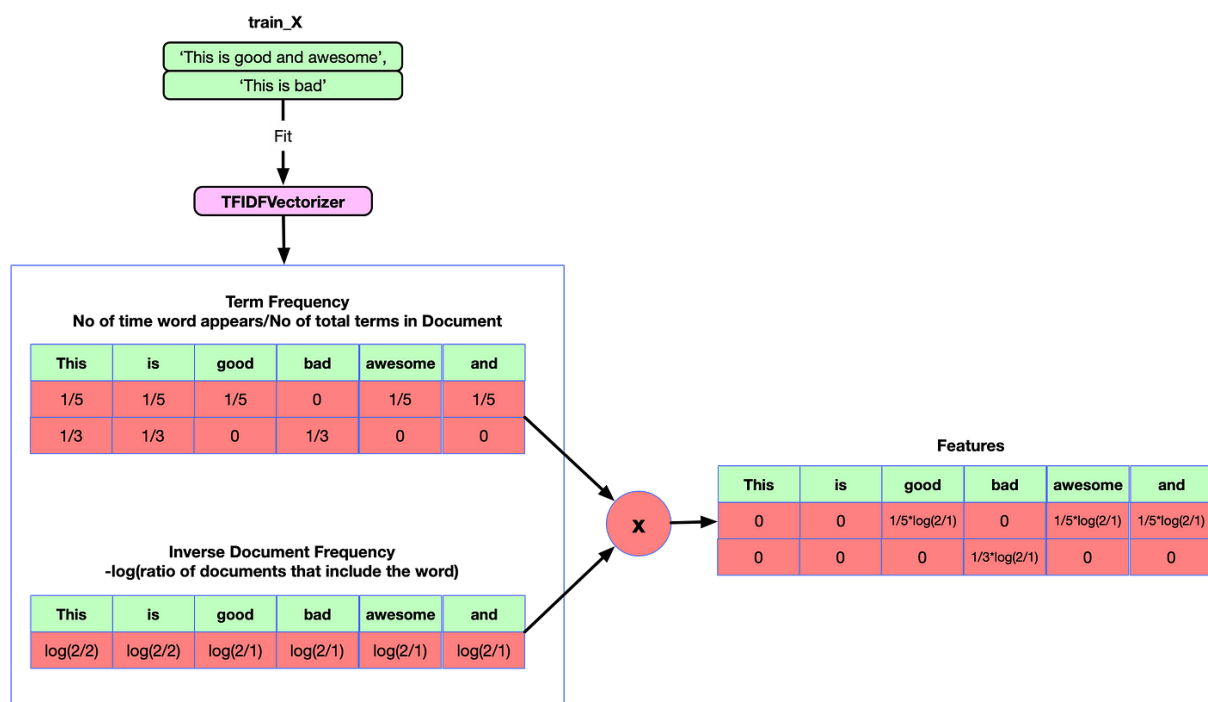 train_X
‘This is good and awesome’,
‘This is bad’
Fit
TFIDFVectorizer
Term Frequency
No of time word appears/No of total terms in Document
This is good bad awesome and
1/5 1/5 1/5 0 1/5 1/5
1/3 1/3 0 1/3 0 0
Inverse Document Frequency
-log(ratio of documents that include the word)
This is good bad awesome and
log(2/2) log(2/2) log(2/1) log(2/1) log(2/1) log(2/1)
x
Features
This is good bad awesome and
0 0 1/5*log(2/1) 0 1/5*log(2/1) 1/5*log(2/1)
0 0 0 1/3*log(2/1) 0 0